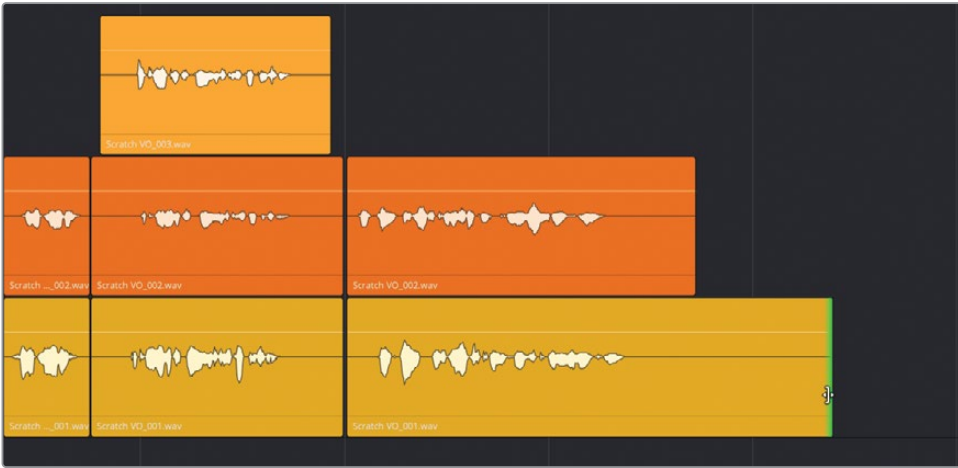 Scratch VO_003.wav
Scratch ..._002.wav
Scratch VO_002.wav
Scratch VO_002.wav
Scratch ..._001.wav
Scratch VO_001.wav
Scratch VO_001.wav